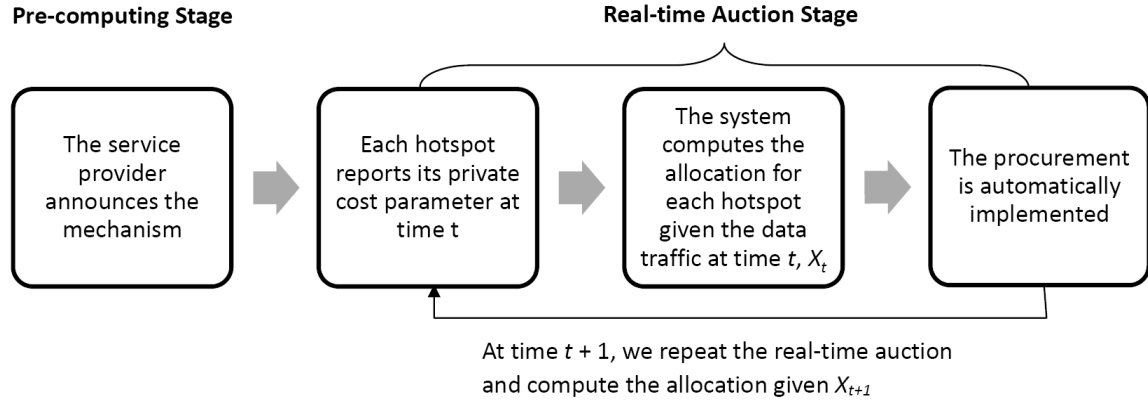 Pre-computing Stage
Real-time Auction Stage
The service
provider
announces the
mechanism
Each hotspot
reports its private
cost parameter at
time t
The system
computes the
allocation for
each hotspot
given the data
traffic at time t, Xt
The procurement
is automatically
implemented
At time t + 1, we repeat the real-time auction
and compute the allocation given Xt+1